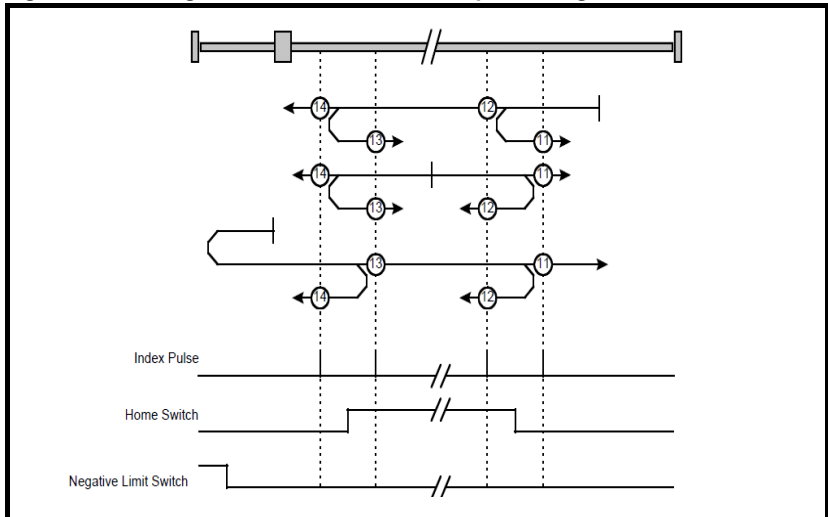 14 12
13 11
14 11
13 12
13 11
14 12
Index Pulse
Home Switch
Negative Limit Switch